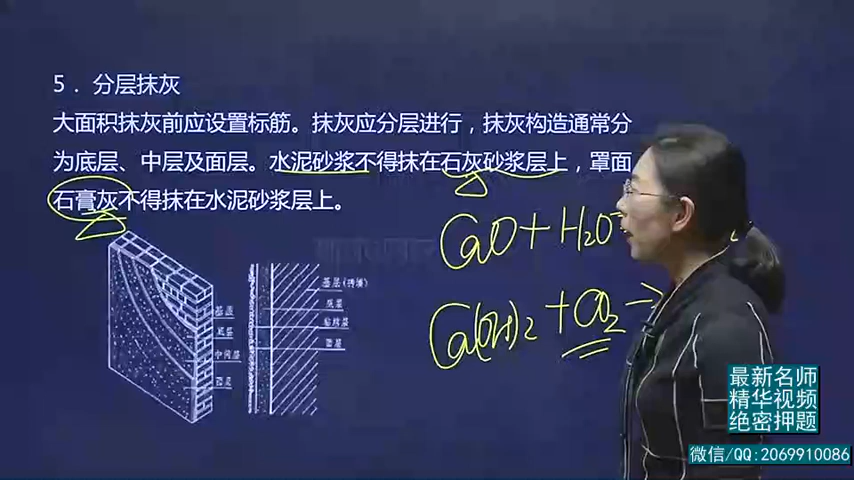 5． 分层抹灰
大面积抹灰前应设置标筋。抹灰应分层进行，抹灰构造通常分
为底层、中层及面层。水泥砂浆不得抹在石灰砂浆层上，罩面
石膏灰不得抹在水泥砂浆层上。
CaO+H₂O
Ca(OH)₂+CO₂→
基层
底层
中间层
面层
基层(砖墙)
底层
面层
最新名师
精华视频
绝密押题
微信/QQ:2069910086